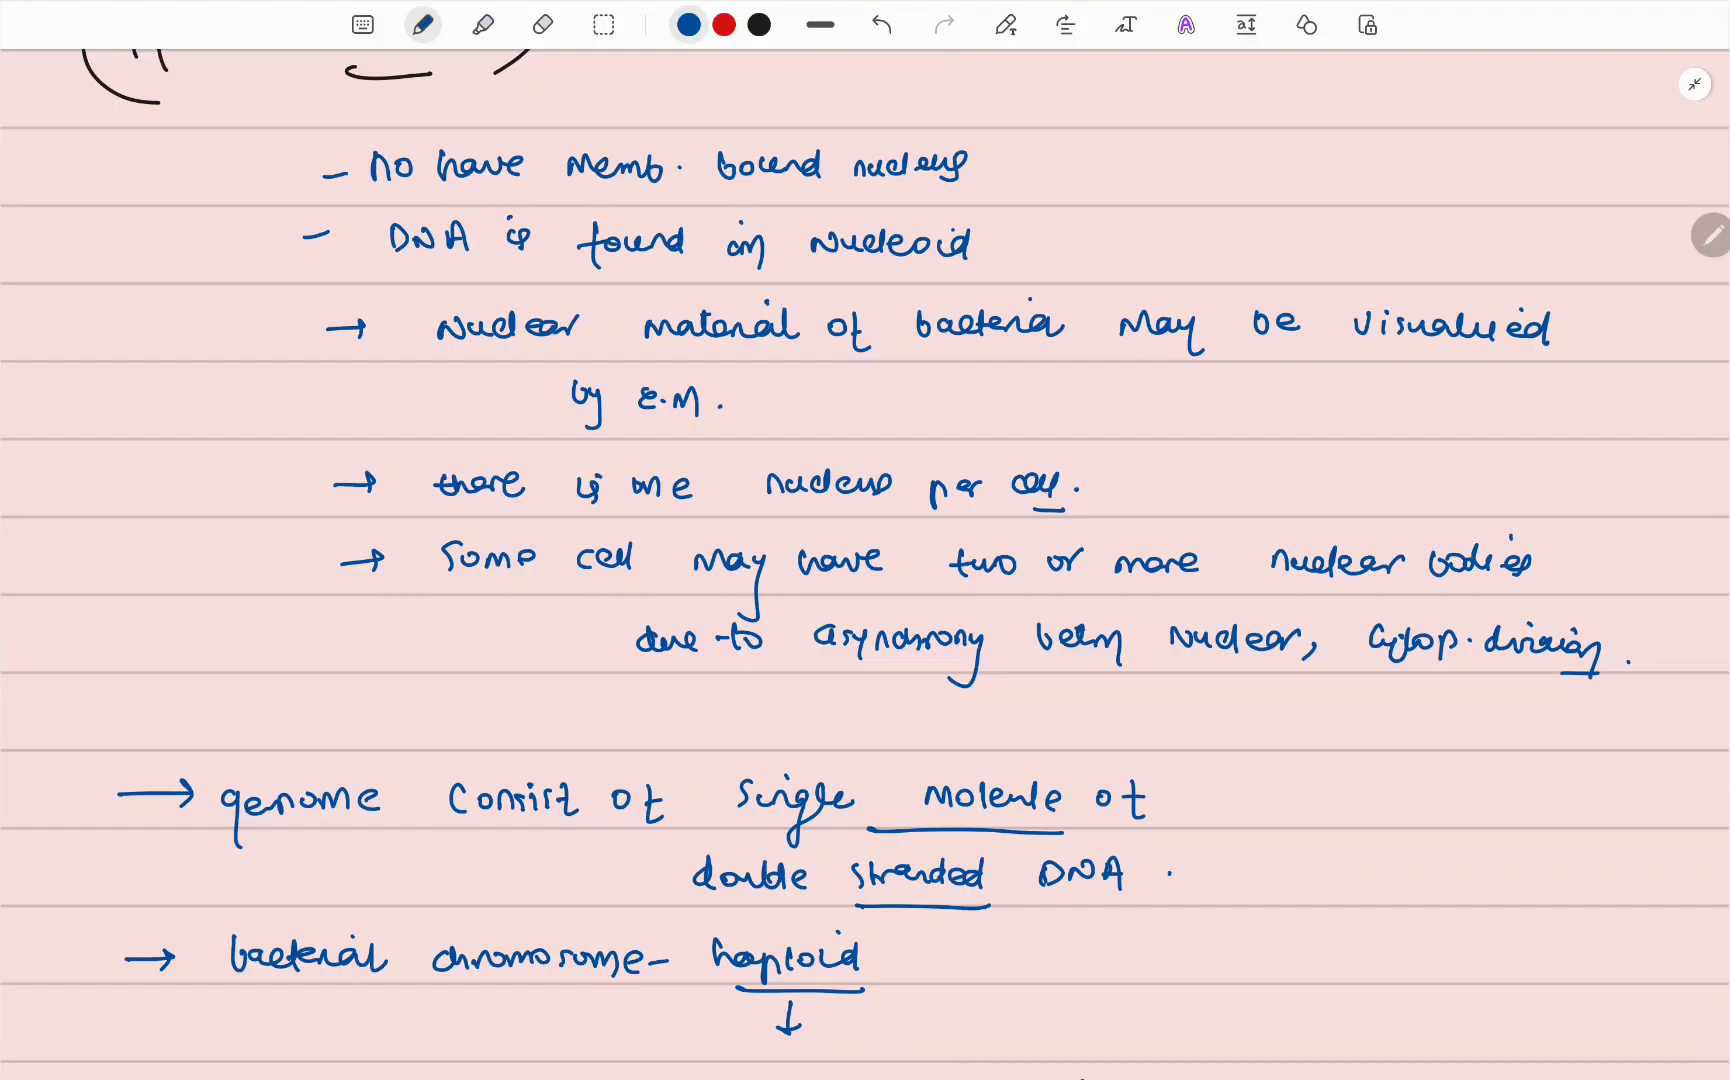 - No have memb. bound nucleus
- DNA is found in Nucleoid
→ Nuclear material of bacteria may be visualized
by E.M.
→ there is one nucleus per cell.
→ Some cell may have two or more nuclear bodies
due to asynchrony betn nuclear, Cytop. division.
→ genome consist of single molecule of
double stranded DNA.
→ bacterial chromosome - haploid
↓